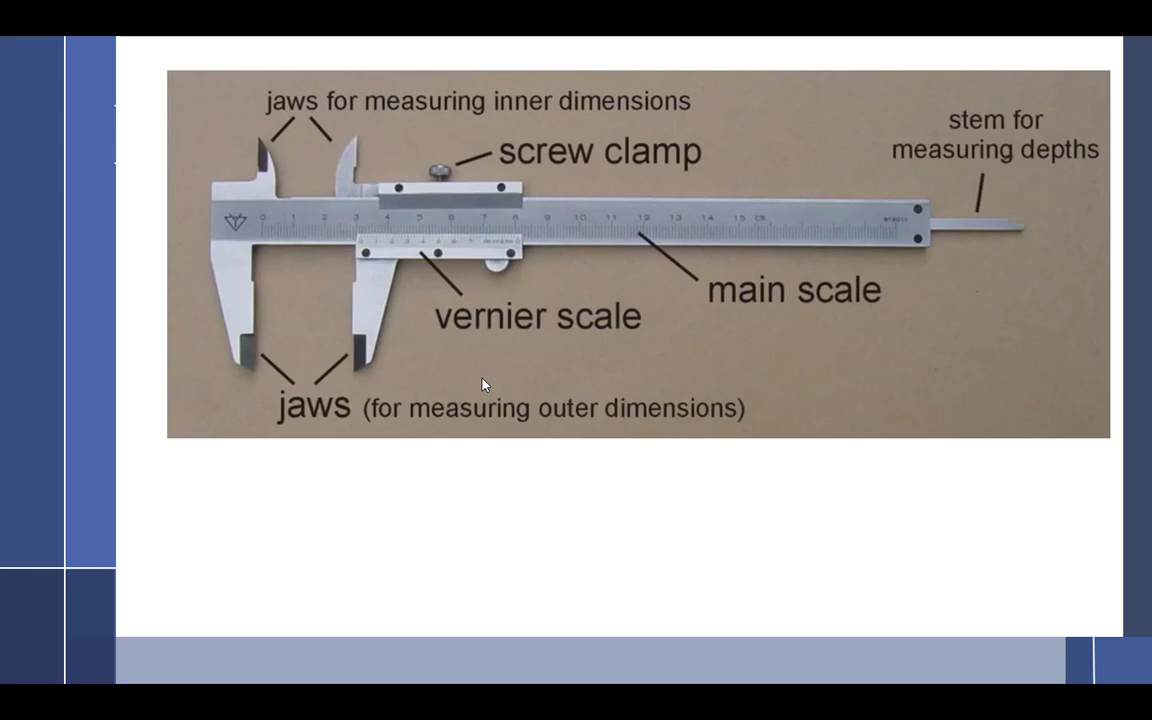 jaws for measuring inner dimensions
stem for
measuring depths
screw clamp
0 1 2 3 4 5 6 7 8 9 10 11 12 13 14 15
main scale
vernier scale
jaws (for measuring outer dimensions)